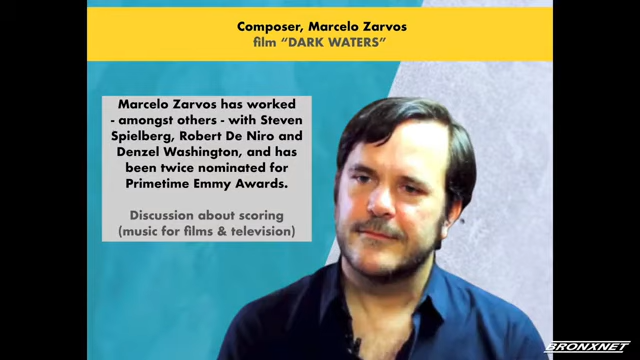 Composer, Marcelo Zarvos
film “DARK WATERS”
Marcelo Zarvos has worked
- amongst others - with Steven
Spielberg, Robert De Niro and
Denzel Washington, and has
been twice nominated for
Primetime Emmy Awards.
Discussion about scoring
(music for films & television)
BRONXNET